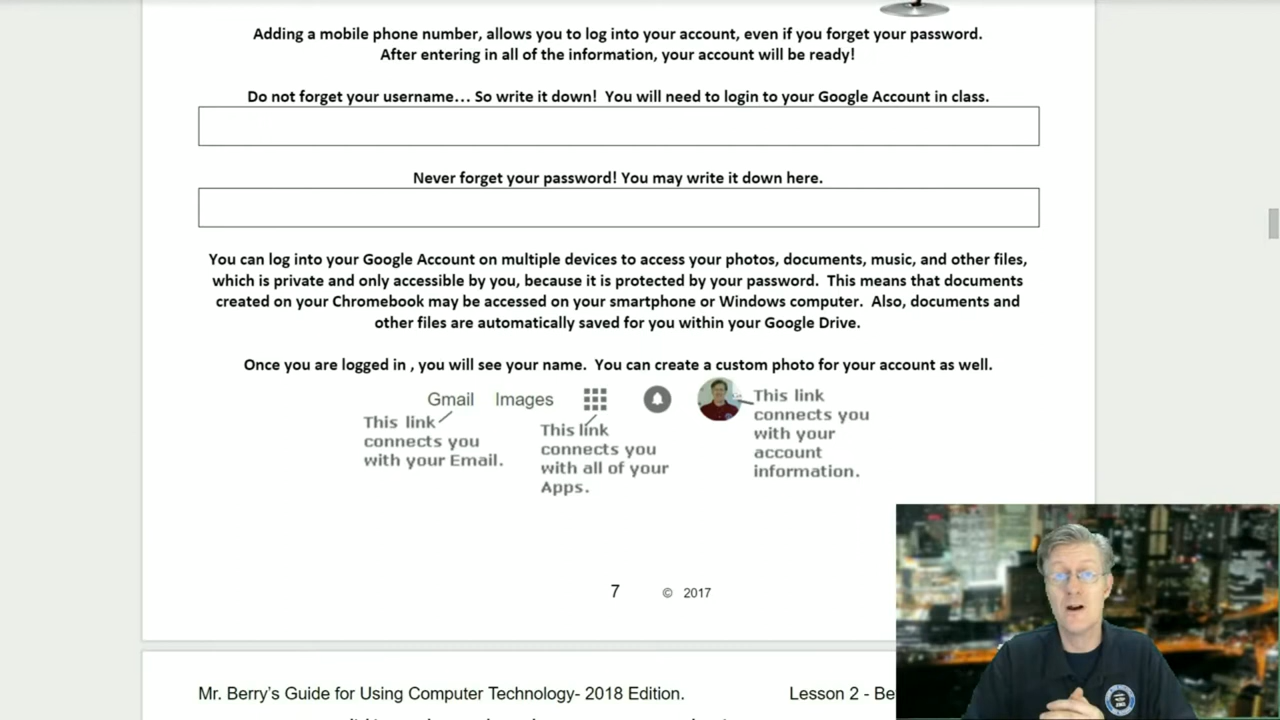 Adding a mobile phone number, allows you to log into your account, even if you forget your password.
After entering in all of the information, your account will be ready!
Do not forget your username... So write it down!  You will need to login to your Google Account in class.
Never forget your password! You may write it down here.
You can log into your Google Account on multiple devices to access your photos, documents, music, and other files,
which is private and only accessible by you, because it is protected by your password.  This means that documents
created on your Chromebook may be accessed on your smartphone or Windows computer.  Also, documents and
other files are automatically saved for you within your Google Drive.
Once you are logged in , you will see your name.  You can create a custom photo for your account as well.
Gmail Images
This link
connects you
with your Email.
This link
connects you
with all of your
Apps.
This link
connects you
with your
account
information.
7 © 2017
Mr. Berry's Guide for Using Computer Technology- 2018 Edition. Lesson 2 - Be